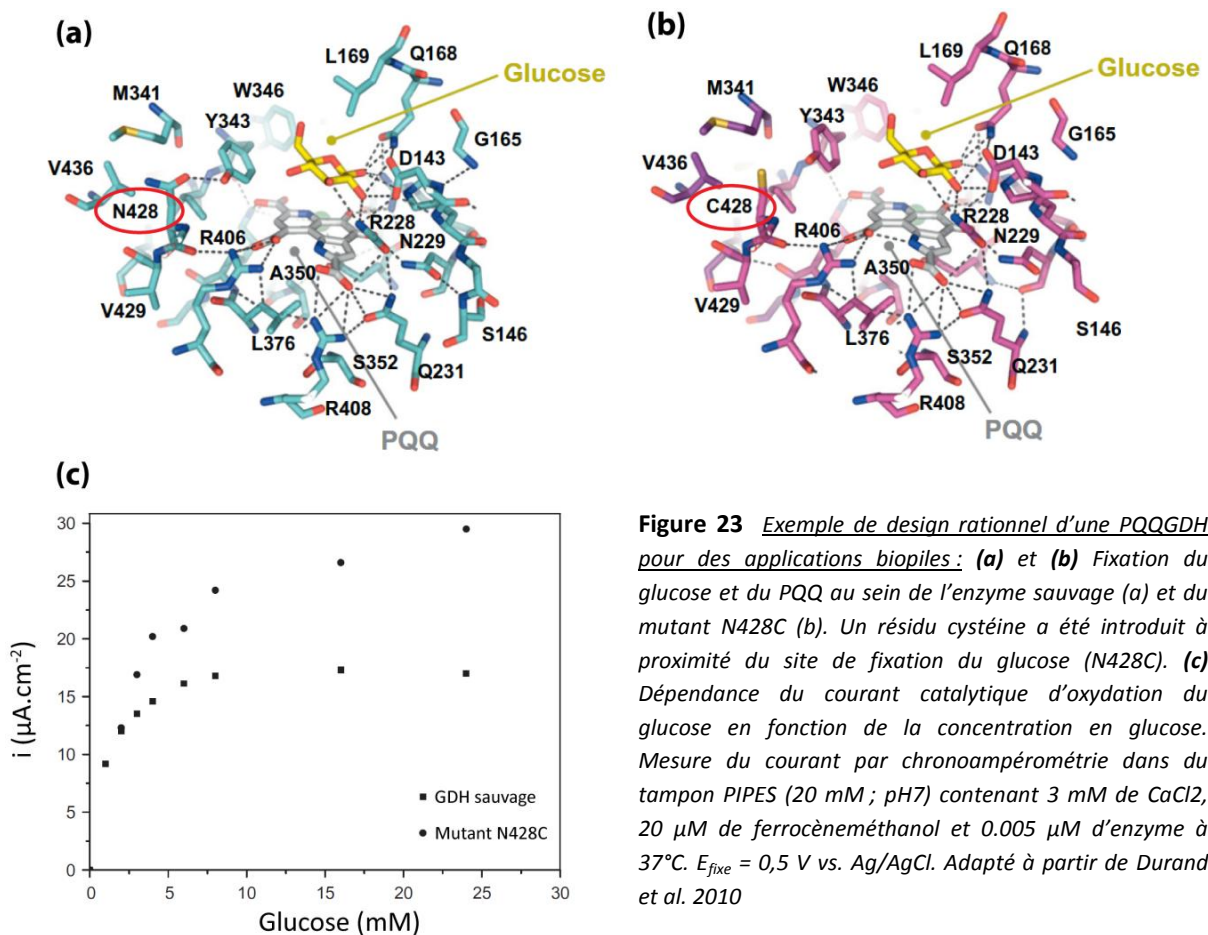 (a)
L169
Q168
Glucose
M341
W346
Y343
G165
V436
D143
N428
R228
R406
N229
A350
V429
L376
S146
S352
Q231
R408
PQQ
(b)
L169
Q168
Glucose
M341
W346
Y343
G165
V436
D143
C428
R228
R406
N229
A350
V429
L376
S146
S352
Q231
R408
PQQ
(c)
30
25
20
15
10
5
0
i (µA.cm-2)
GDH sauvage
Mutant N428C
0 5 10 15 20 25 30
Glucose (mM)
Figure 23 Exemple de design rationnel d’une PQQGDH
pour des applications biopiles : (a) et (b) Fixation du
glucose et du PQQ au sein de l’enzyme sauvage (a) et du
mutant N428C (b). Un résidu cystéine a été introduit à
proximité du site de fixation du glucose (N428C). (c)
Dépendance du courant catalytique d’oxydation du
glucose en fonction de la concentration en glucose.
Mesure du courant par chronoampérométrie dans du
tampon PIPES (20 mM ; pH7) contenant 3 mM de CaCl2,
20 µM de ferrocèneméthanol et 0.005 µM d’enzyme à
37°C. Efixe = 0,5 V vs. Ag/AgCl. Adapté à partir de Durand
et al. 2010